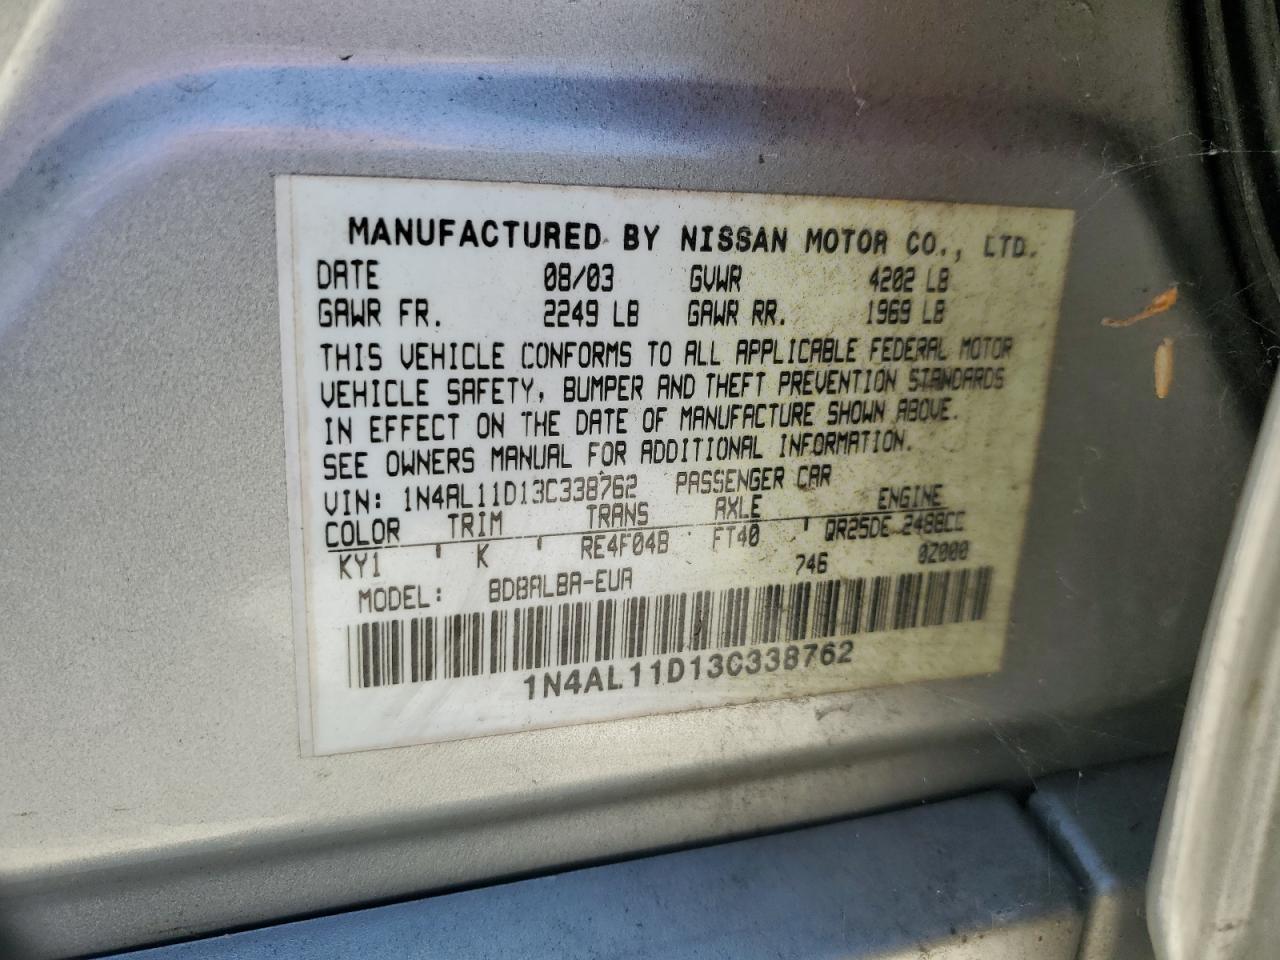 MANUFACTURED BY NISSAN MOTOR CO., LTD.
DATE 08/03 GVWR 4202 LB
GAWR FR. 2249 LB GAWR RR. 1969 LB
THIS VEHICLE CONFORMS TO ALL APPLICABLE FEDERAL MOTOR
VEHICLE SAFETY, BUMPER AND THEFT PREVENTION STANDARDS
IN EFFECT ON THE DATE OF MANUFACTURE SHOWN ABOVE.
SEE OWNERS MANUAL FOR ADDITIONAL INFORMATION.
VIN: 1N4AL11D13C338762 PASSENGER CAR
COLOR TRIM TRANS AXLE ENGINE
KY1 K RE4F04B FT40 QR25DE 2488CC
MODEL: BDBALBA-EUA 746 0Z000
1N4AL11D13C338762